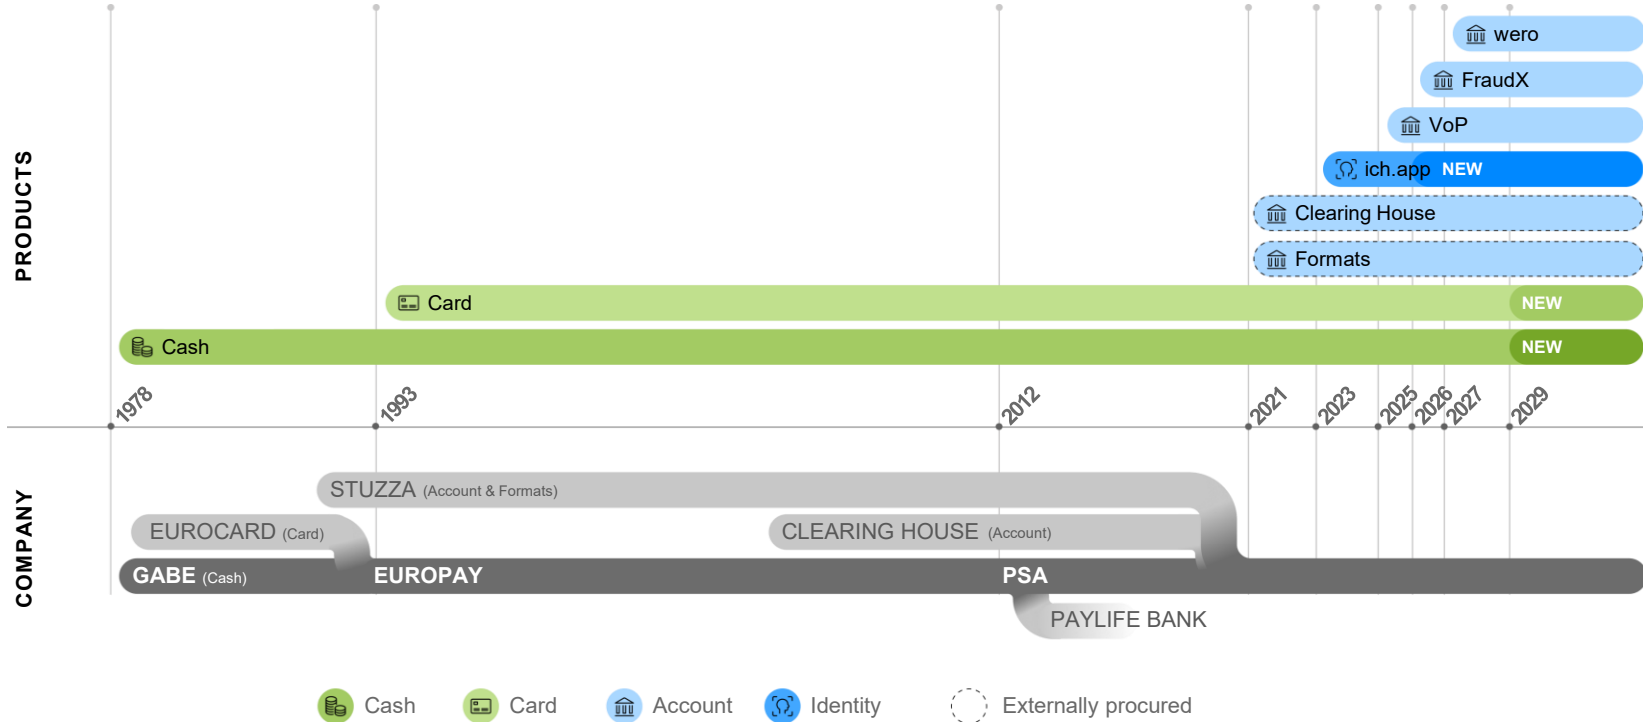 PRODUCTS
wero
FraudX
VoP
ich.app NEW
Clearing House
Formats
Card NEW
Cash NEW
1978 1993 2012 2021 2023 2025 2026 2027 2029
COMPANY
STUZZA (Account & Formats)
EUROCARD (Card) CLEARING HOUSE (Account)
GABE (Cash) EUROPAY PSA
PAYLIFE BANK
Cash Card Account Identity Externally procured